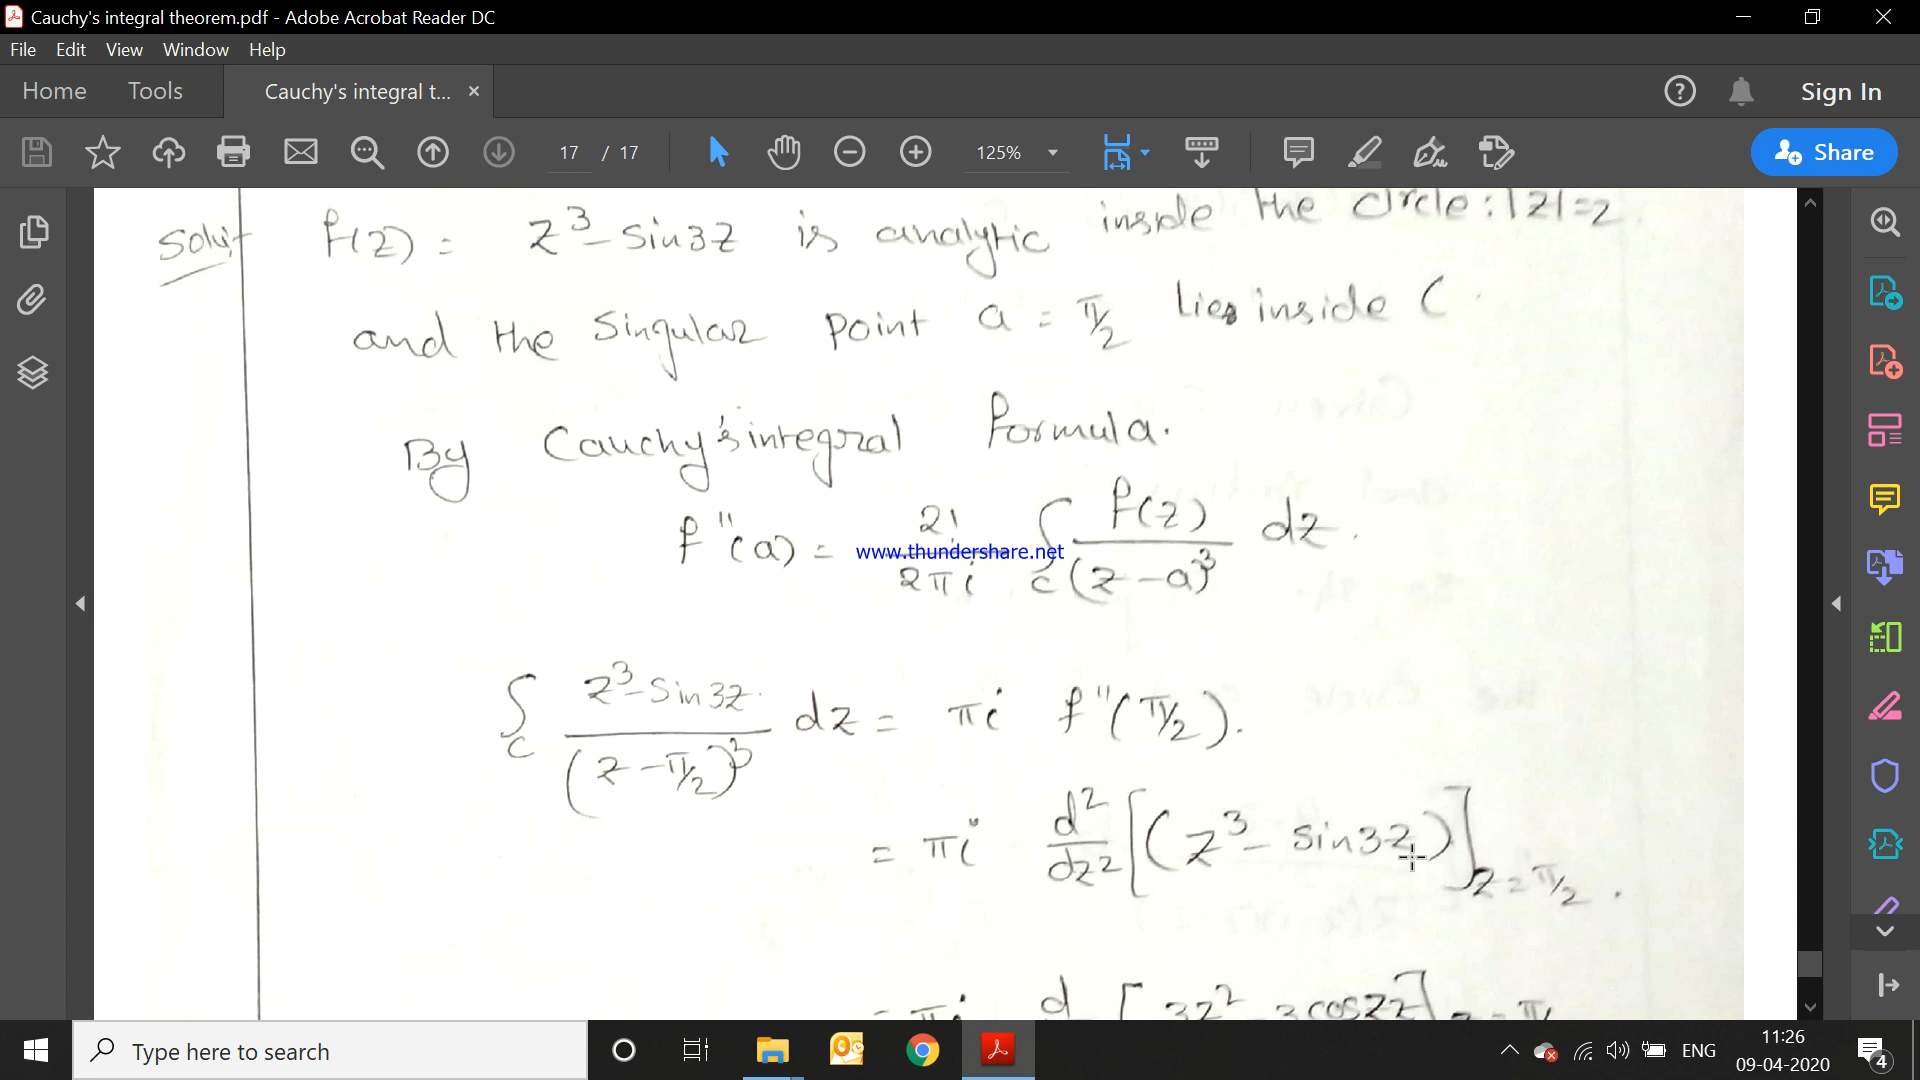 Cauchy's integral theorem.pdf - Adobe Acrobat Reader DC
File Edit View Window Help
Home Tools Cauchy's integral t... × Sign In
17 / 17 125% Share
Soln: f(z) = z³ - sin3z is analytic inside the circle: |z|=2
and the singular point a = π/2 lies inside C
By Cauchy's integral formula.
f''(a) = 2!/2πi ∫c f(z)/(z-a)³ dz.
www.thundershare.net
∫c z³-sin3z/(z-π/2)³ dz = πi f''(π/2).
= πi d²/dz² [(z³ - sin3z)] z=π/2.
= πi d [3z² - 3cos3z] z=π/
Type here to search
ENG
11:26
09-04-2020
4